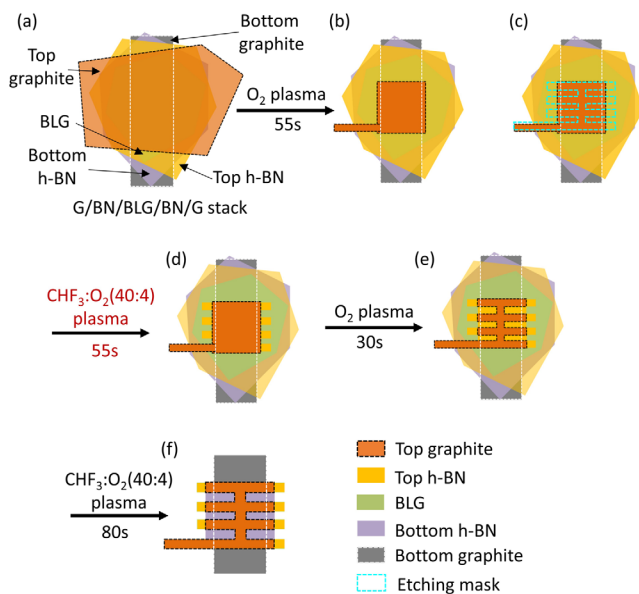 (a)
Bottom
graphite
Top
graphite
BLG
Bottom
h-BN
Top h-BN
G/BN/BLG/BN/G stack
O₂ plasma
55s
(b)
(c)
CHF₃:O₂(40:4)
plasma
55s
(d)
O₂ plasma
30s
(e)
CHF₃:O₂(40:4)
plasma
80s
(f)
Top graphite
Top h-BN
BLG
Bottom h-BN
Bottom graphite
Etching mask